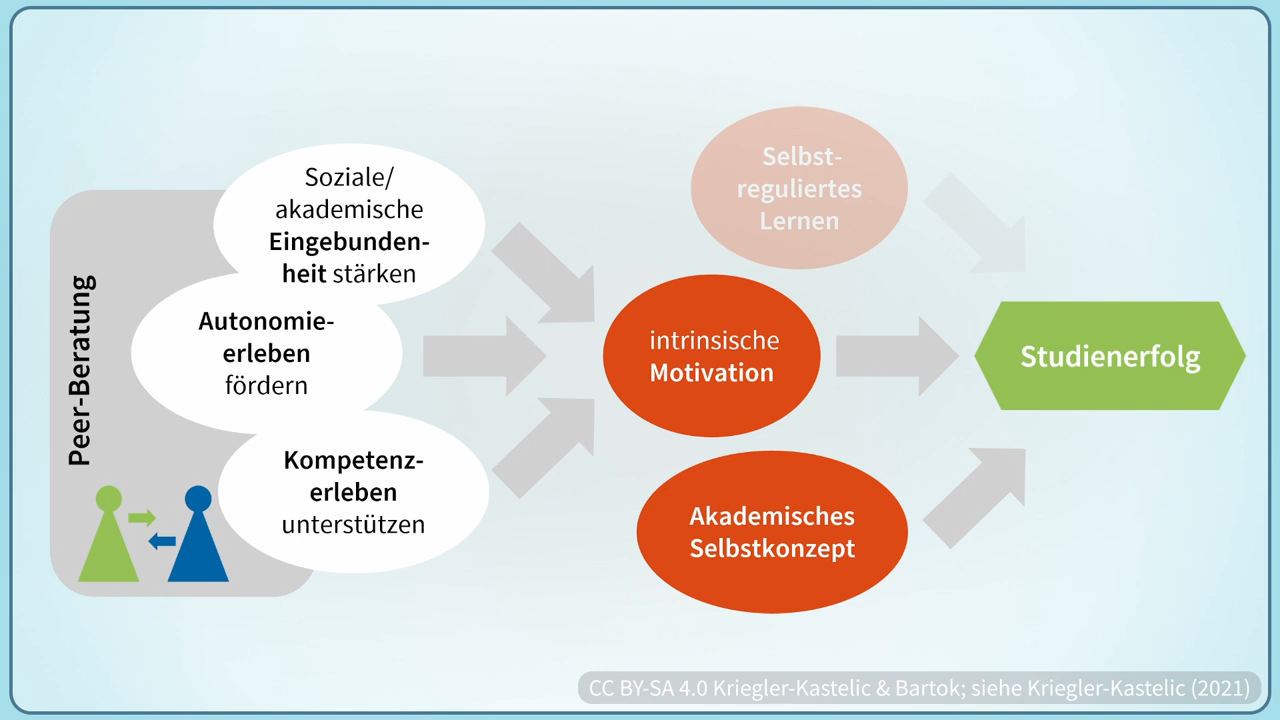 Peer-Beratung
Soziale/
akademische
Eingebunden-
heit stärken
Autonomie-
erleben
fördern
Kompetenz-
erleben
unterstützen
Selbst-
reguliertes
Lernen
intrinsische
Motivation
Akademisches
Selbstkonzept
Studienerfolg
CC BY-SA 4.0 Kriegler-Kastelic & Bartok; siehe Kriegler-Kastelic (2021)